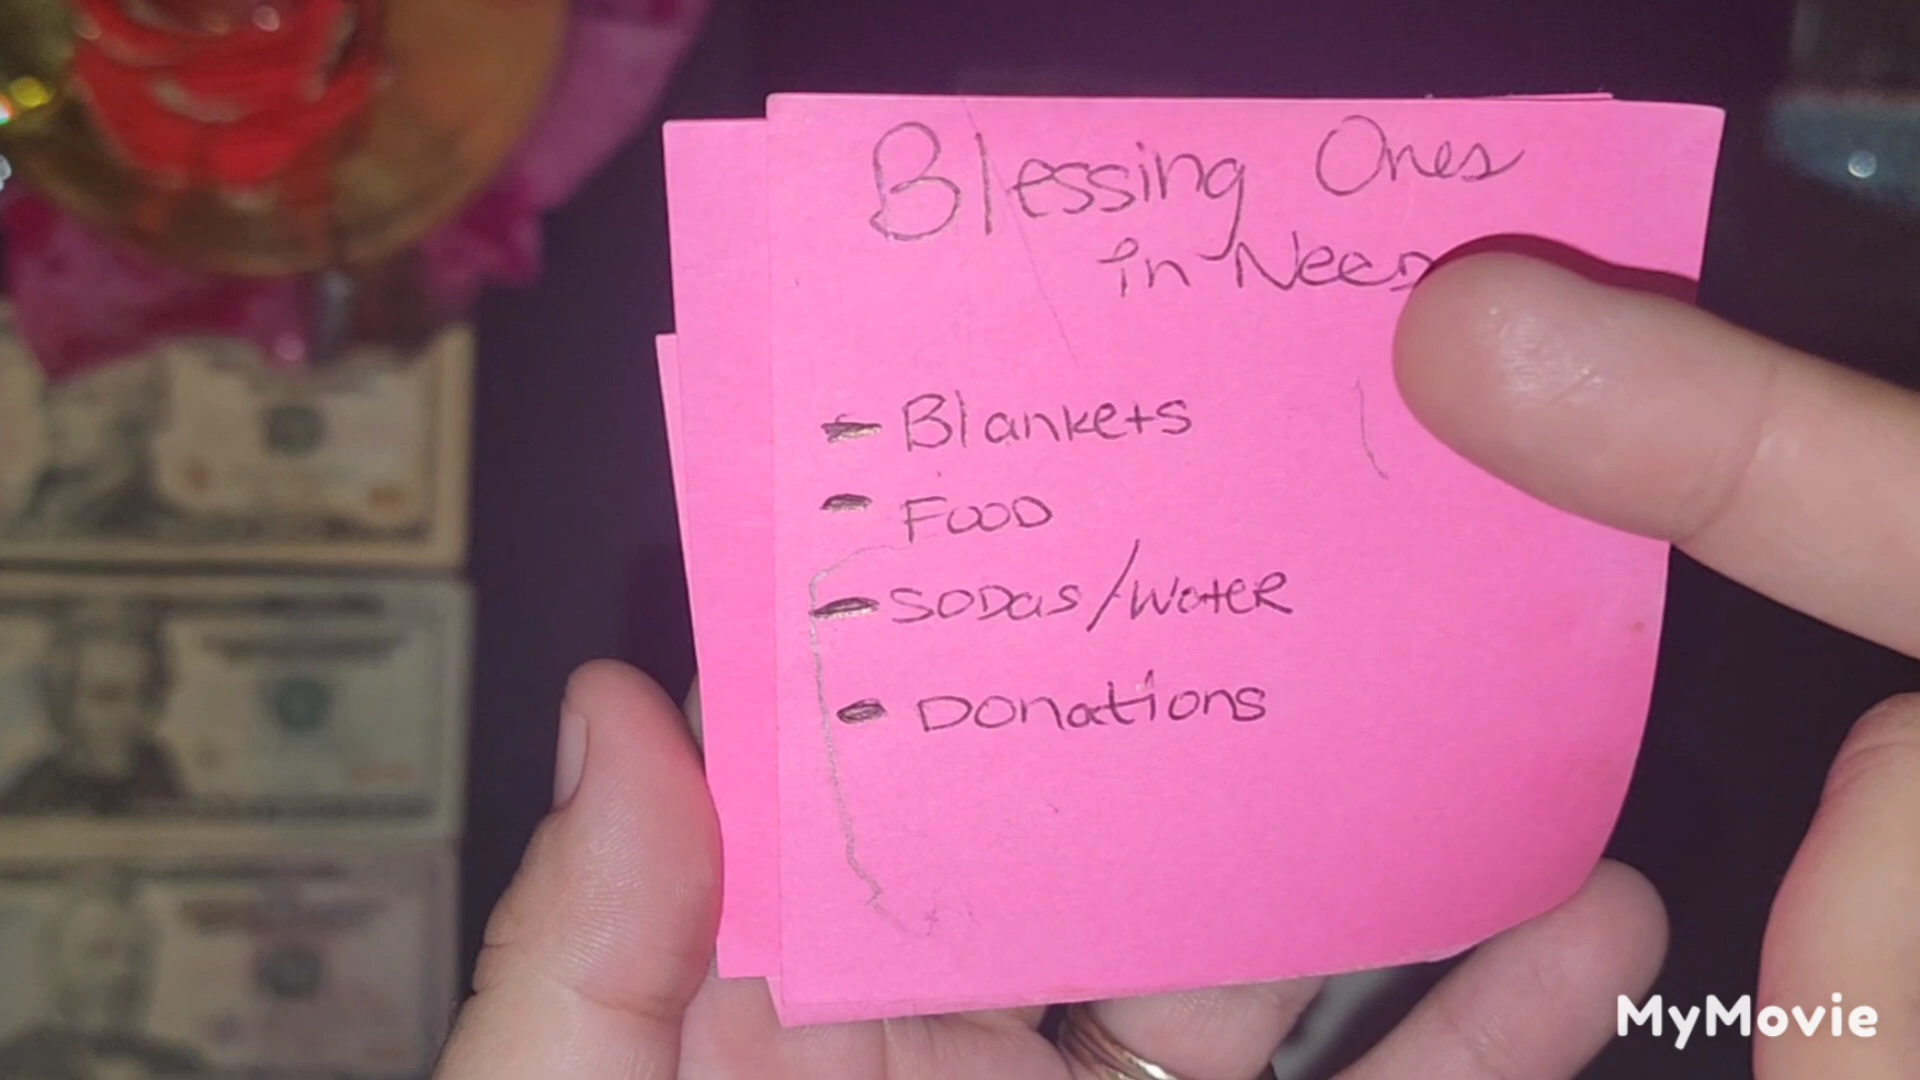 Blessing Ones
in Need
- Blankets
- FOOD
- SODas/WateR
- DOnations
MyMovie